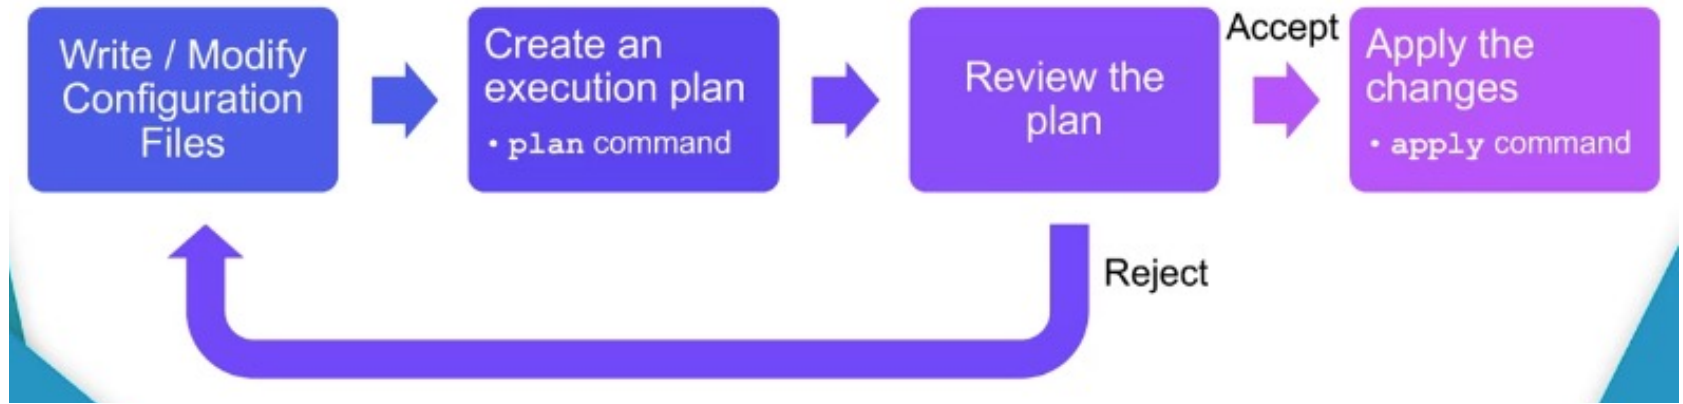 Write / Modify
Configuration
Files
Create an
execution plan
• plan command
Review the
plan
Accept
Apply the
changes
• apply command
Reject